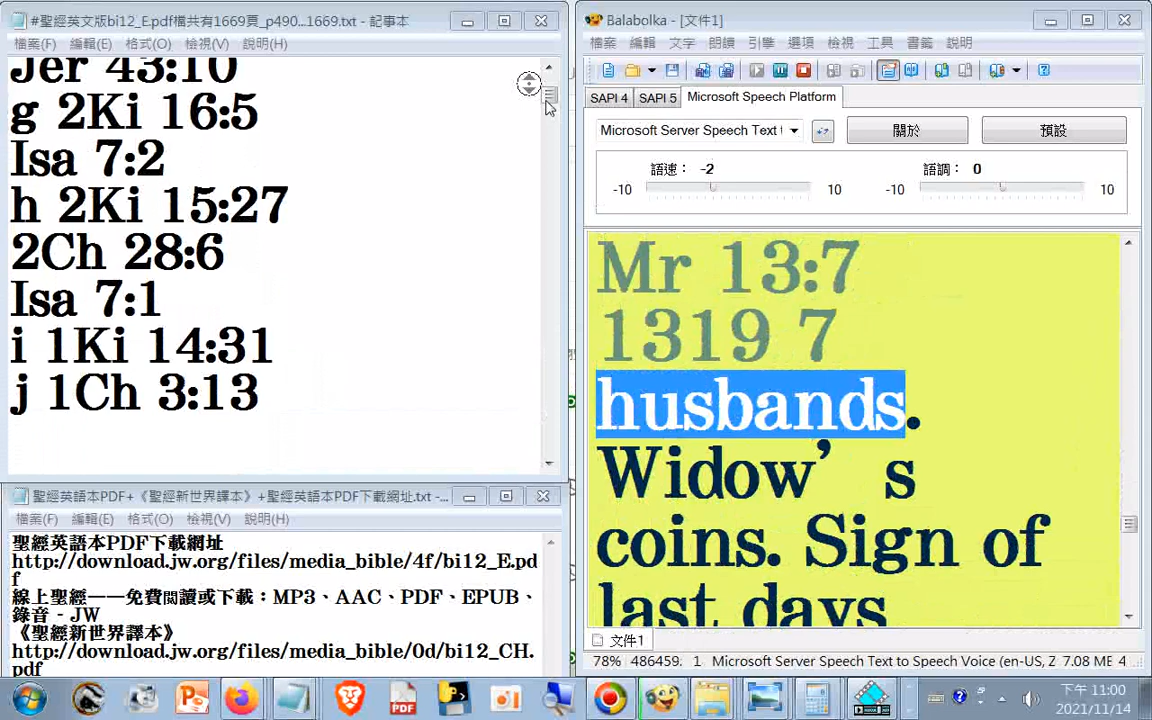 #聖經英文版bi12_E.pdf檔共有1669頁_p490...1669.txt - 記事本
檔案(F) 編輯(E) 格式(O) 檢視(V) 說明(H)
Jer 43:10
g 2Ki 16:5
Isa 7:2
h 2Ki 15:27
2Ch 28:6
Isa 7:1
i 1Ki 14:31
j 1Ch 3:13
聖經英語本PDF+《聖經新世界譯本》+聖經英語本PDF下載網址.txt -...
檔案(F) 編輯(E) 格式(O) 檢視(V) 說明(H)
聖經英語本PDF下載網址
http://download.jw.org/files/media_bible/4f/bi12_E.pd
f
線上聖經——免費閱讀或下載：MP3、AAC、PDF、EPUB、
錄音 - JW
《聖經新世界譯本》
http://download.jw.org/files/media_bible/0d/bi12_CH.
pdf
Balabolka - [文件1]
檔案 編輯 文字 朗讀 引擎 選項 檢視 工具 書籤 說明
SAPI 4 SAPI 5 Microsoft Speech Platform
Microsoft Server Speech Text t 關於 預設
語速： -2 語調： 0
-10 10 -10 10
Mr 13:7
1319 7
husbands.
Widow’s
coins. Sign of
last days
文件1
78% 486459. 1 Microsoft Server Speech Text to Speech Voice (en-US, Z 7.08 ME 4
下午 11:00
2021/11/14